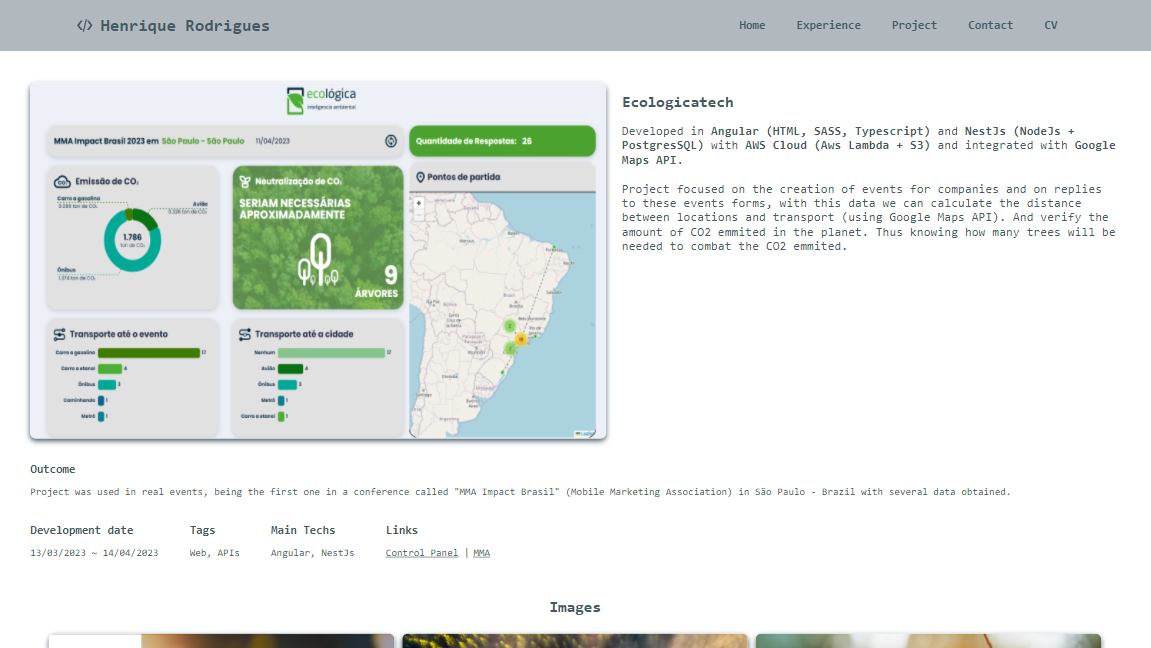 </> Henrique Rodrigues
Home Experience Project Contact CV
ecológica
inteligência ambiental
MMA Impact Brasil 2023 em São Paulo - São Paulo 11/04/2023
Quantidade de Respostas: 26
Emissão de CO₂
Carro a gasolina
Avião
1.786
ton de CO₂
Ônibus
Neutralização de CO₂
SERIAM NECESSÁRIAS
APROXIMADAMENTE
9
ÁRVORES
Pontos de partida
Transporte até o evento
Carro a gasolina 17
Carro a etanol 4
Ônibus 3
Caminhando 1
Metrô 1
Transporte até a cidade
Nenhum 17
Avião 4
Ônibus 3
Metrô 1
Carro a etanol 1
Ecologicatech
Developed in Angular (HTML, SASS, Typescript) and NestJs (NodeJs +
PostgresSQL) with AWS Cloud (Aws Lambda + S3) and integrated with Google
Maps API.
Project focused on the creation of events for companies and on replies
to these events forms, with this data we can calculate the distance
between locations and transport (using Google Maps API). And verify the
amount of CO2 emmited in the planet. Thus knowing how many trees will be
needed to combat the CO2 emmited.
Outcome
Project was used in real events, being the first one in a conference called "MMA Impact Brasil" (Mobile Marketing Association) in São Paulo - Brazil with several data obtained.
Development date Tags Main Techs Links
13/03/2023 ~ 14/04/2023 Web, APIs Angular, NestJs Control Panel | MMA
Images